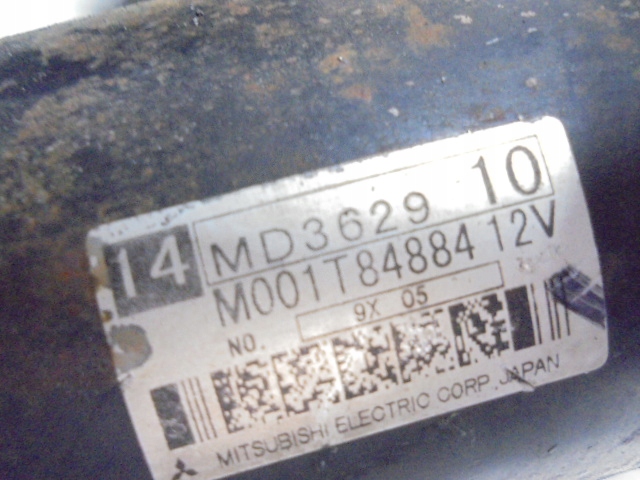 14 MD3629 10
M001T84884 12V
NO. 9X 05
MITSUBISHI ELECTRIC CORP. JAPAN